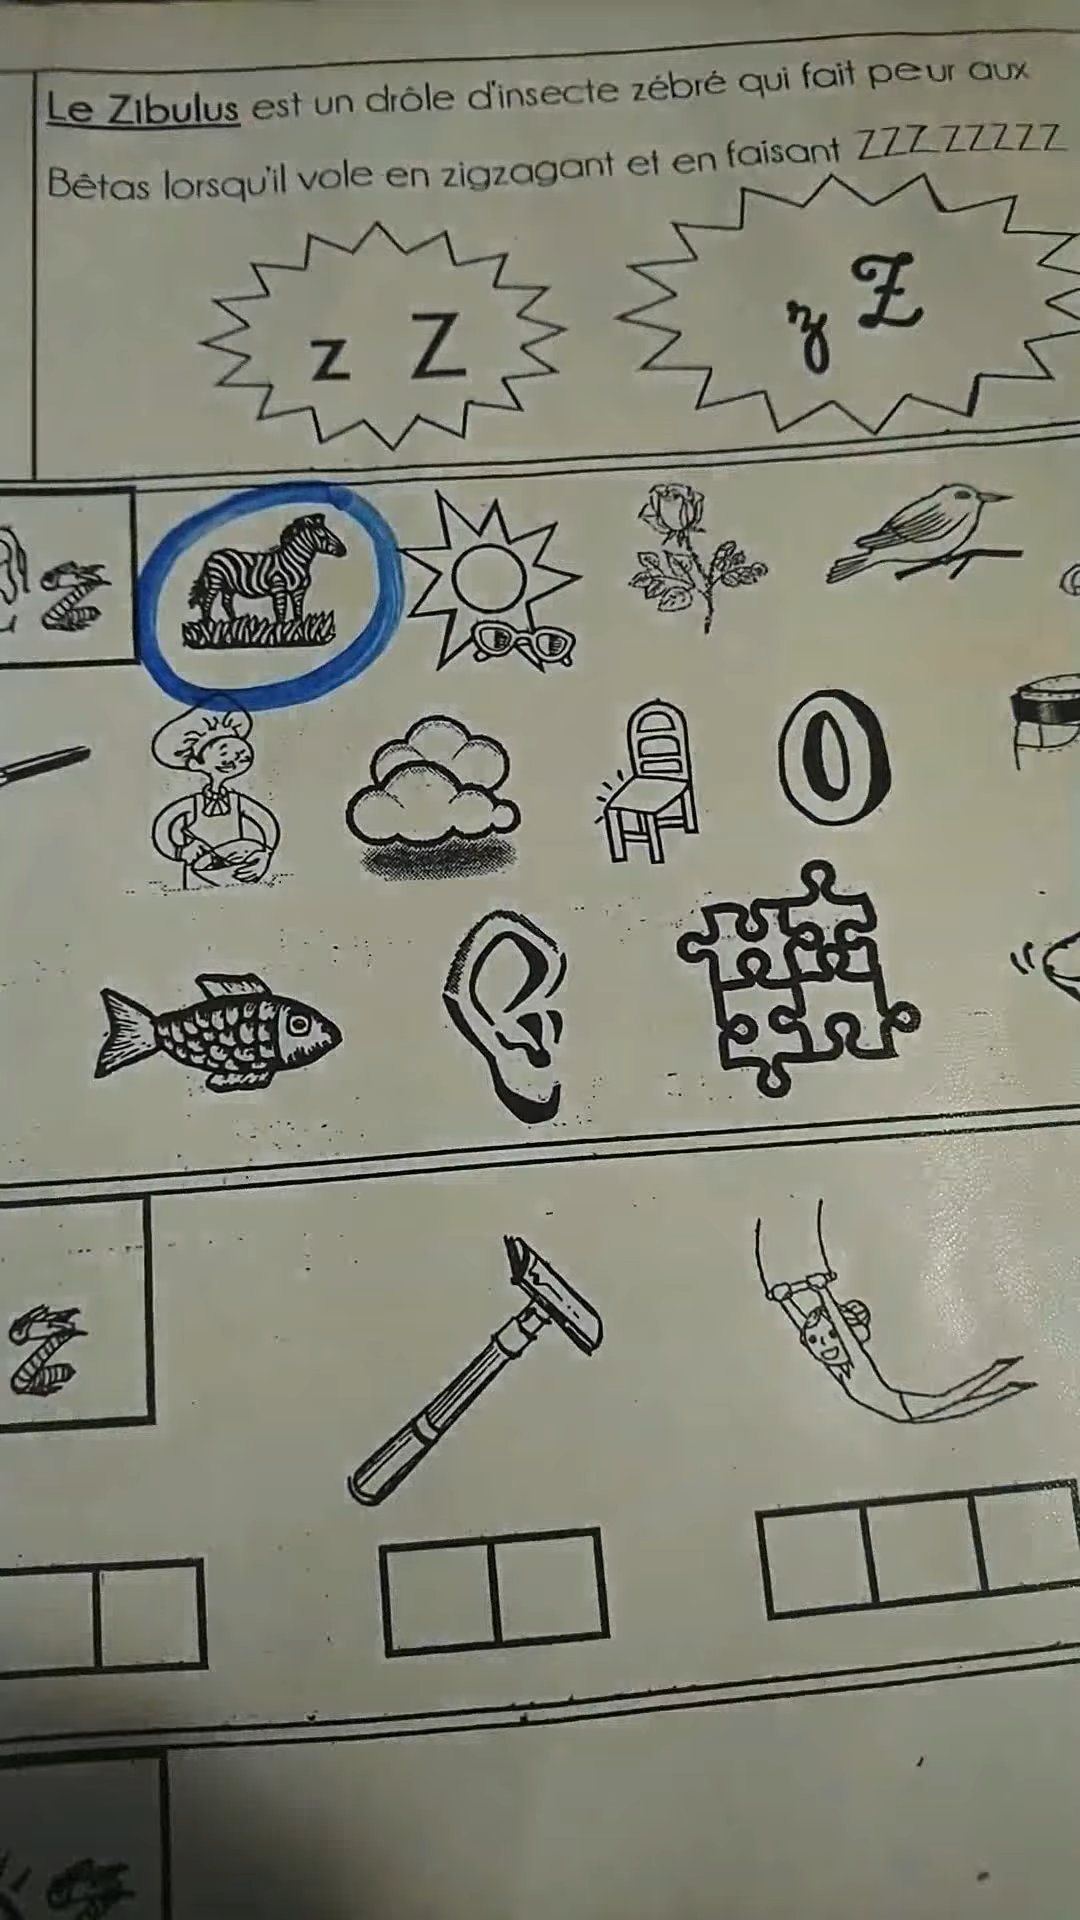 Le Zibulus est un drôle d'insecte zébré qui fait peur aux
Bêtas lorsqu'il vole en zigzagant et en faisant ZZZ ZZZZZ
z Z
z Z
0